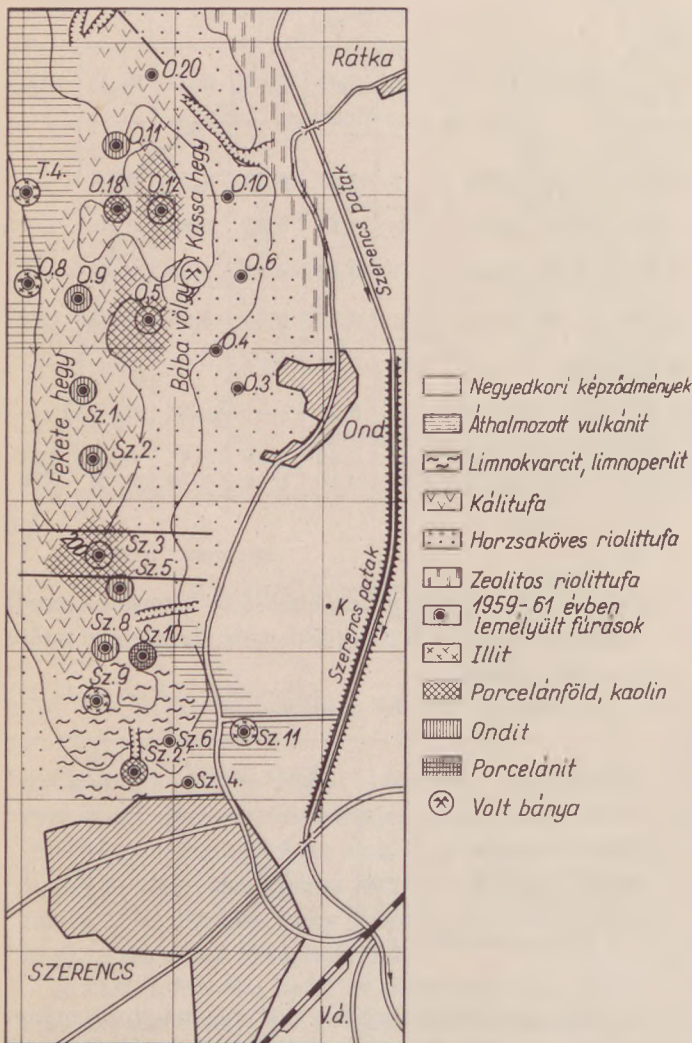 Rátka
O.20
O.11
T.4.
O.18
O.12
Kassa hegy
O.10
Szerencs patak
O.8
O.9
O.5
Bába völgy
O.6
O.4
O.3
Fekete hegy
Sz.1.
Ond
Sz.2.
200
Sz.3
Sz.5
Sz.8
Sz.10.
K
Szerencs patak
Sz.9
Sz.6
Sz.11
Sz.2.
Sz.4.
SZERENCS
V.á.
Negyedkori képződmények
Áthalmozott vulkánit
Limnokvarcit, limnoperlit
Kálitufa
Horzsaköves riolittufa
Zeolitos riolittufa
1959-61 évben
lemélyült fúrások
Illit
Porcelánföld, kaolin
Ondit
Porcelánit
Volt bánya